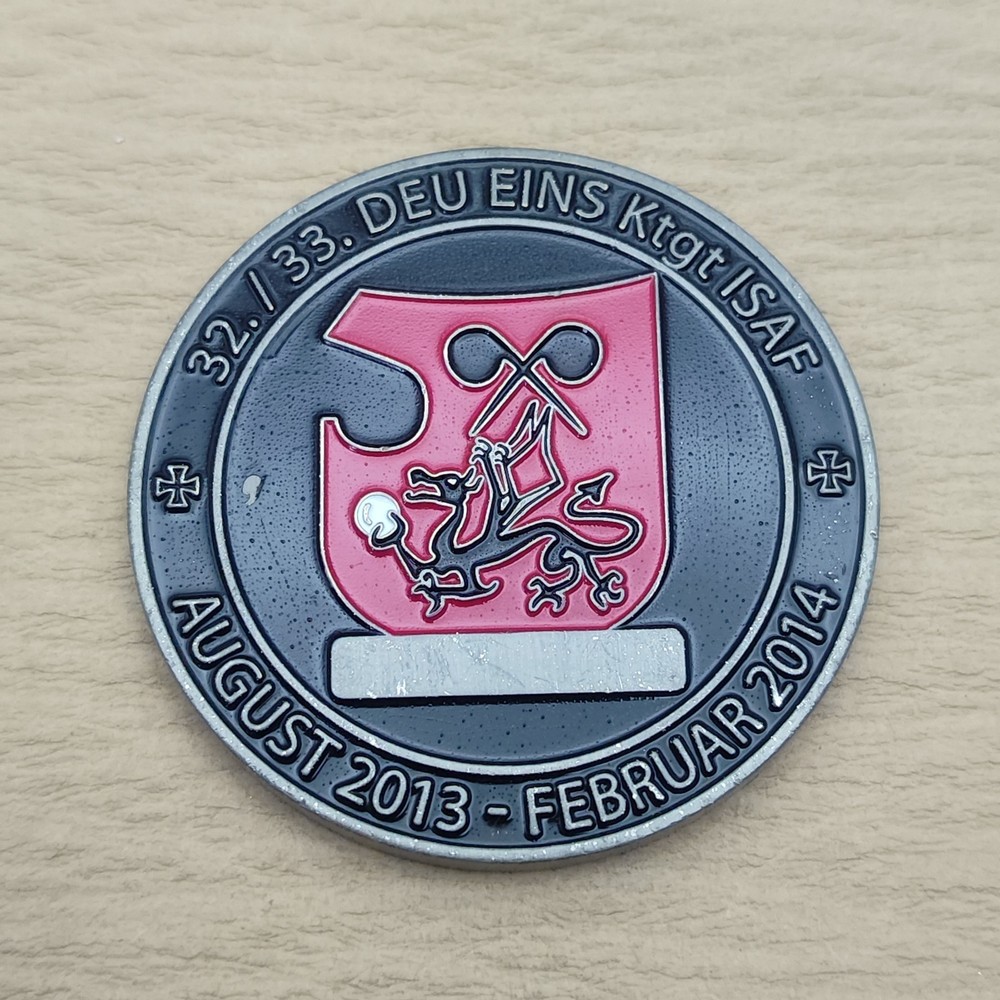 32. / 33. DEU EINS Ktgt ISAF
AUGUST 2013 - FEBRUAR 2014